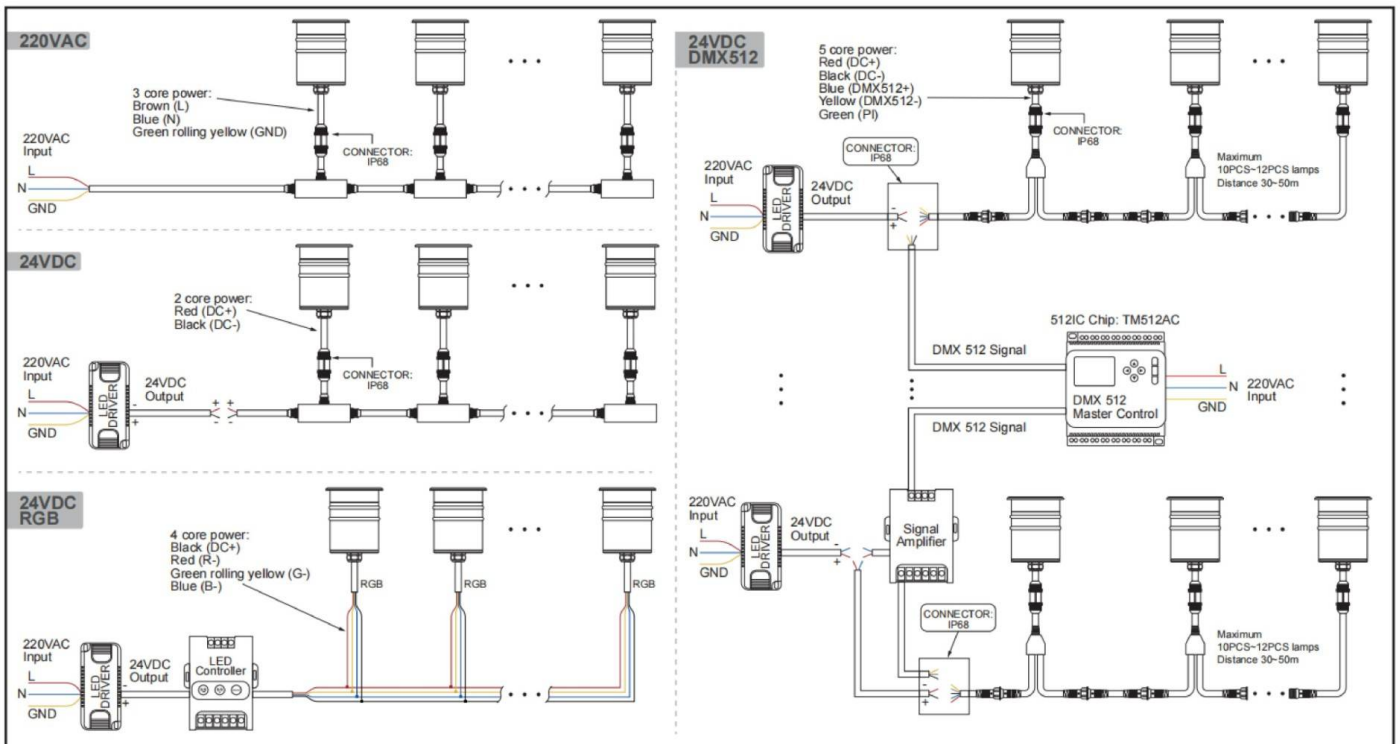 220VAC
3 core power:
Brown (L)
Blue (N)
Green rolling yellow (GND)
220VAC
Input
L
N
GND
CONNECTOR:
IP68
24VDC
2 core power:
Red (DC+)
Black (DC-)
220VAC
Input
L
N
GND
LED
DRIVER
24VDC
Output
-
+
+ +
- -
CONNECTOR:
IP68
24VDC
RGB
4 core power:
Black (DC+)
Red (R-)
Green rolling yellow (G-)
Blue (B-)
RGB
RGB
RGB
220VAC
Input
L
N
GND
LED
DRIVER
24VDC
Output
-
+
LED
Controller
24VDC
DMX512
5 core power:
Red (DC+)
Black (DC-)
Blue (DMX512+)
Yellow (DMX512-)
Green (PI)
CONNECTOR:
IP68
CONNECTOR:
IP68
220VAC
Input
L
N
GND
LED
DRIVER
24VDC
Output
-
+
Maximum
10PCS~12PCS lamps
Distance 30~50m
512IC Chip: TM512AC
DMX 512 Signal
DMX 512
Master Control
L
N
GND
220VAC
Input
DMX 512 Signal
220VAC
Input
L
N
GND
LED
DRIVER
24VDC
Output
-
+
Signal
Amplifier
CONNECTOR:
IP68
-
+
Maximum
10PCS~12PCS lamps
Distance 30~50m